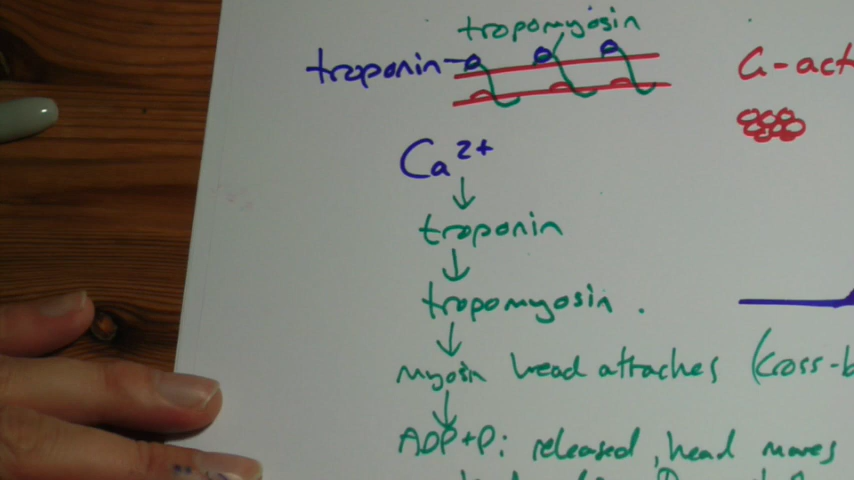 tropomyosin
troponin
G-act
Ca²⁺
troponin
tropomyosin.
myosin head attaches (cross-b
ADP+Pi released, head moves